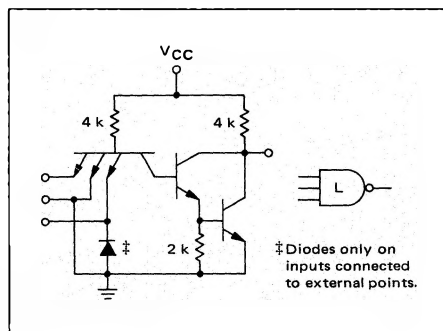 VCC
4 k
4 k
L
2 k
‡
‡Diodes only on
inputs connected
to external points.